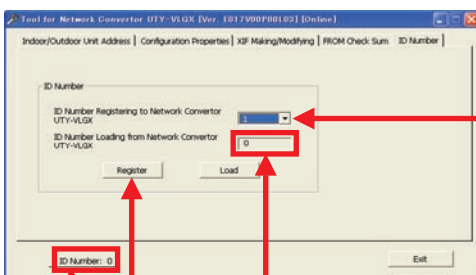 Tool for Network Convertor UTY-VLGX [Ver. E017V00P00L03] [Online]
Indoor/Outdoor Unit Address | Configuration Properties | XIF Making/Modifying | FROM Check Sum | ID Number
ID Number
ID Number Registering to Network Convertor
UTY-VLGX
1
ID Number Loading from Network Convertor
UTY-VLGX
0
Register Load
ID Number: 0 Exit